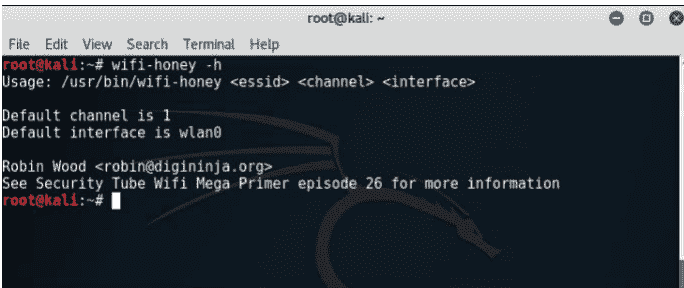 root@kali: ~
File Edit View Search Terminal Help
root@kali:~# wifi-honey -h
Usage: /usr/bin/wifi-honey <essid> <channel> <interface>
Default channel is 1
Default interface is wlan0
Robin Wood <robin@digininja.org>
See Security Tube Wifi Mega Primer episode 26 for more information
root@kali:~#